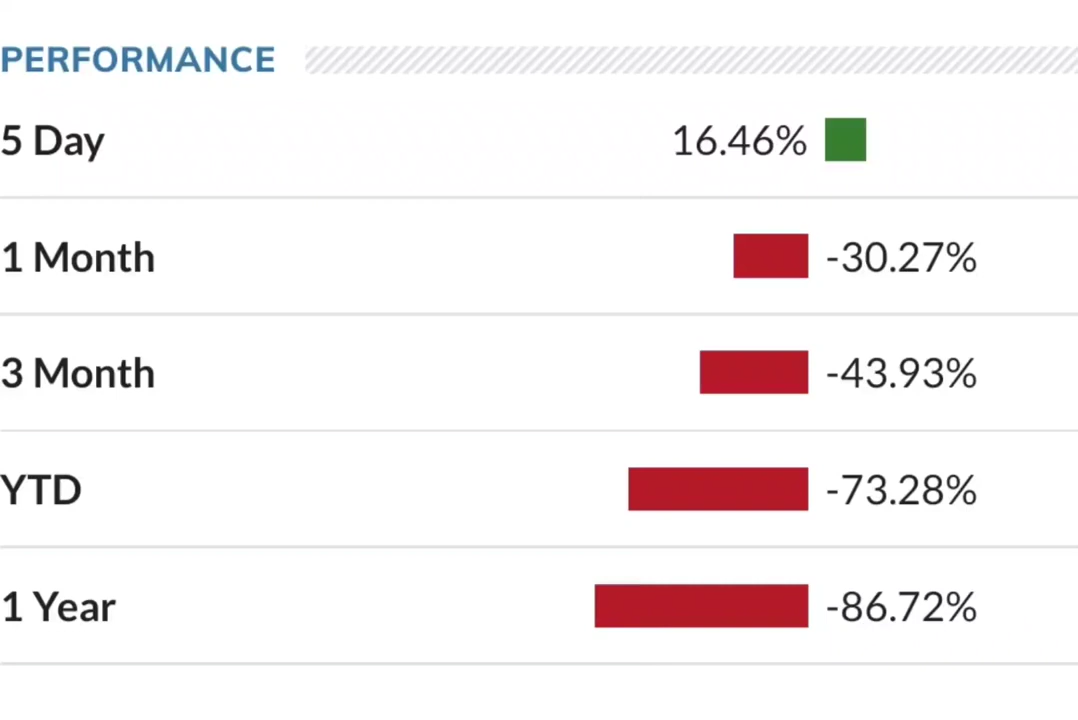 PERFORMANCE
5 Day 16.46%
1 Month -30.27%
3 Month -43.93%
YTD -73.28%
1 Year -86.72%